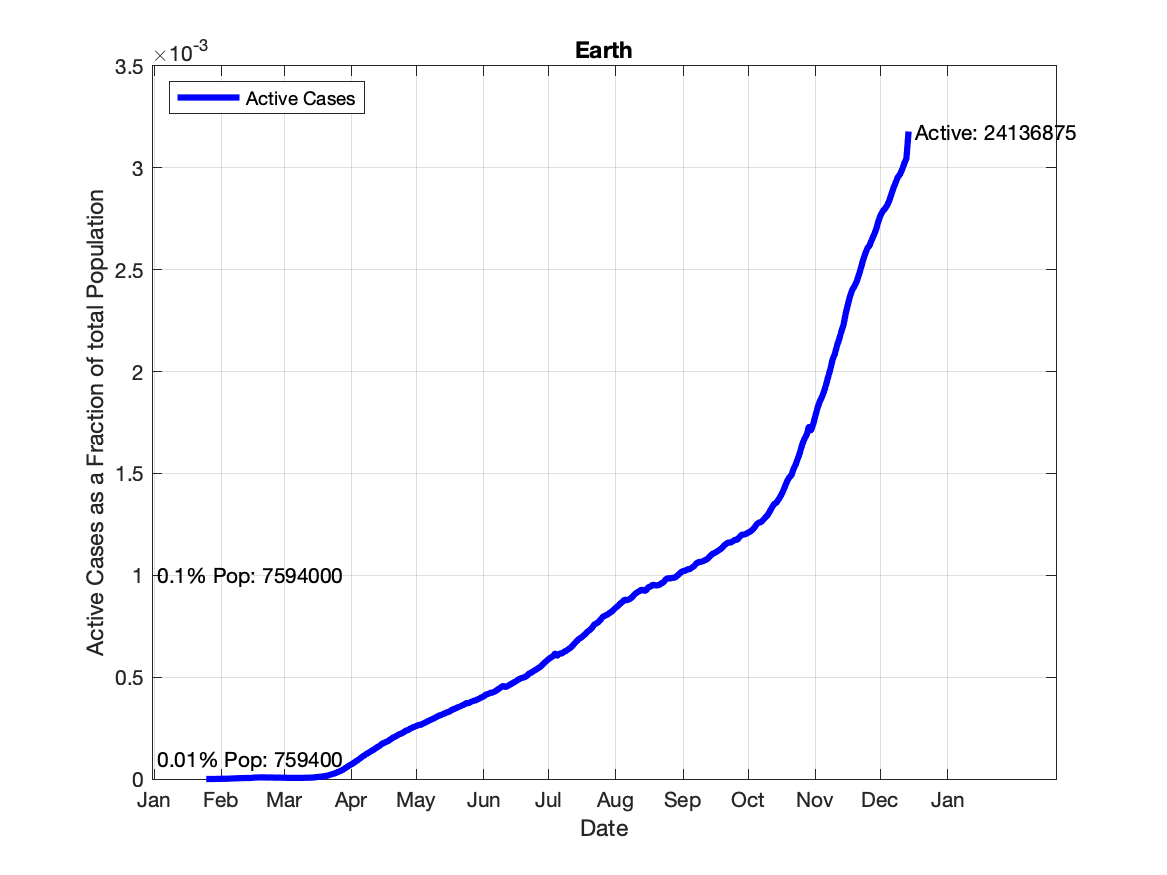 Earth
×10-3
3.5
3
2.5
2
1.5
1
0.5
0
Active Cases as a Fraction of total Population
Active Cases
Active: 24136875
0.1% Pop: 7594000
0.01% Pop: 759400
Jan Feb Mar Apr May Jun Jul Aug Sep Oct Nov Dec Jan
Date